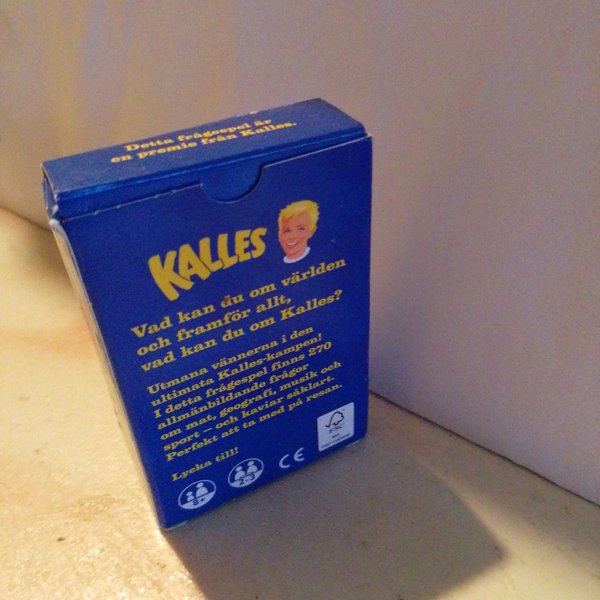 Detta frågespel är
en premie från Kalles.
KALLES
Vad kan du om världen
och framför allt,
vad kan du om Kalles?
Utmana vännerna i den
ultimata Kalles-kampen!
I detta frågespel finns 270
allmänbildande frågor
om mat, geografi, musik och
sport – och kaviar såklart.
Perfekt att ta med på resan.
Lycka till!
8+
CE
FSC